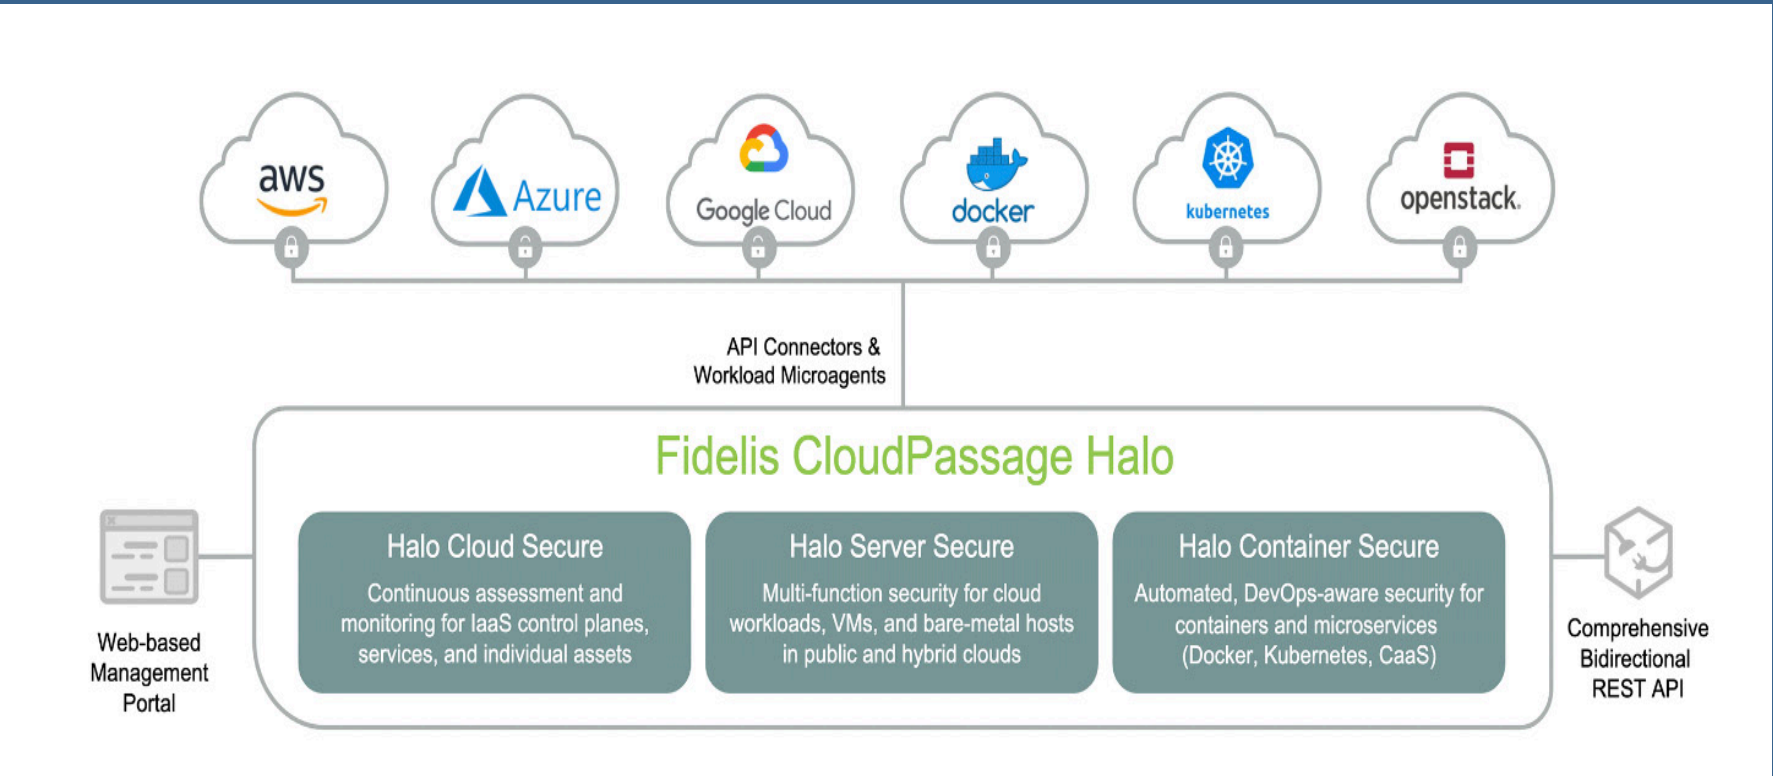 aws
Azure
Google Cloud
docker
kubernetes
openstack.
API Connectors &
Workload Microagents
Fidelis CloudPassage Halo
Halo Cloud Secure
Continuous assessment and
monitoring for IaaS control planes,
services, and individual assets
Halo Server Secure
Multi-function security for cloud
workloads, VMs, and bare-metal hosts
in public and hybrid clouds
Halo Container Secure
Automated, DevOps-aware security for
containers and microservices
(Docker, Kubernetes, CaaS)
Web-based
Management
Portal
Comprehensive
Bidirectional
REST API